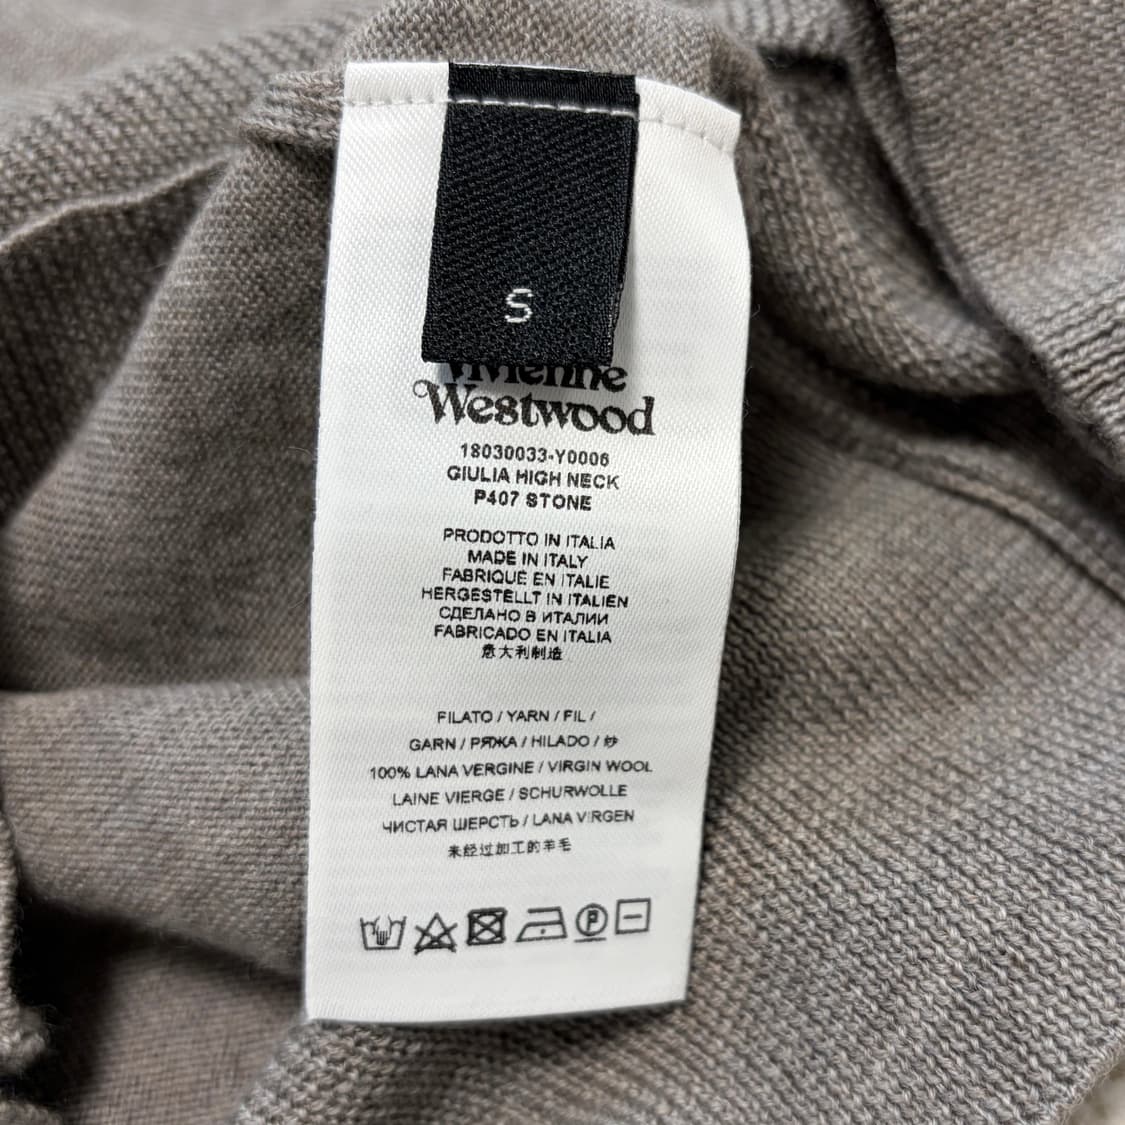 S
Vivienne
Westwood
18030033-Y0006
GIULIA HIGH NECK
P407 STONE
PRODOTTO IN ITALIA
MADE IN ITALY
FABRIQUE EN ITALIE
HERGESTELLT IN ITALIEN
СДЕЛАНО В ИТАЛИИ
FABRICADO EN ITALIA
意大利制造
FILATO / YARN / FIL /
GARN / РЯЖА / HILADO / 纱
100% LANA VERGINE / VIRGIN WOOL
LAINE VIERGE / SCHURWOLLE
ЧИСТАЯ ШЕРСТЬ / LANA VIRGEN
未经过加工的羊毛
P